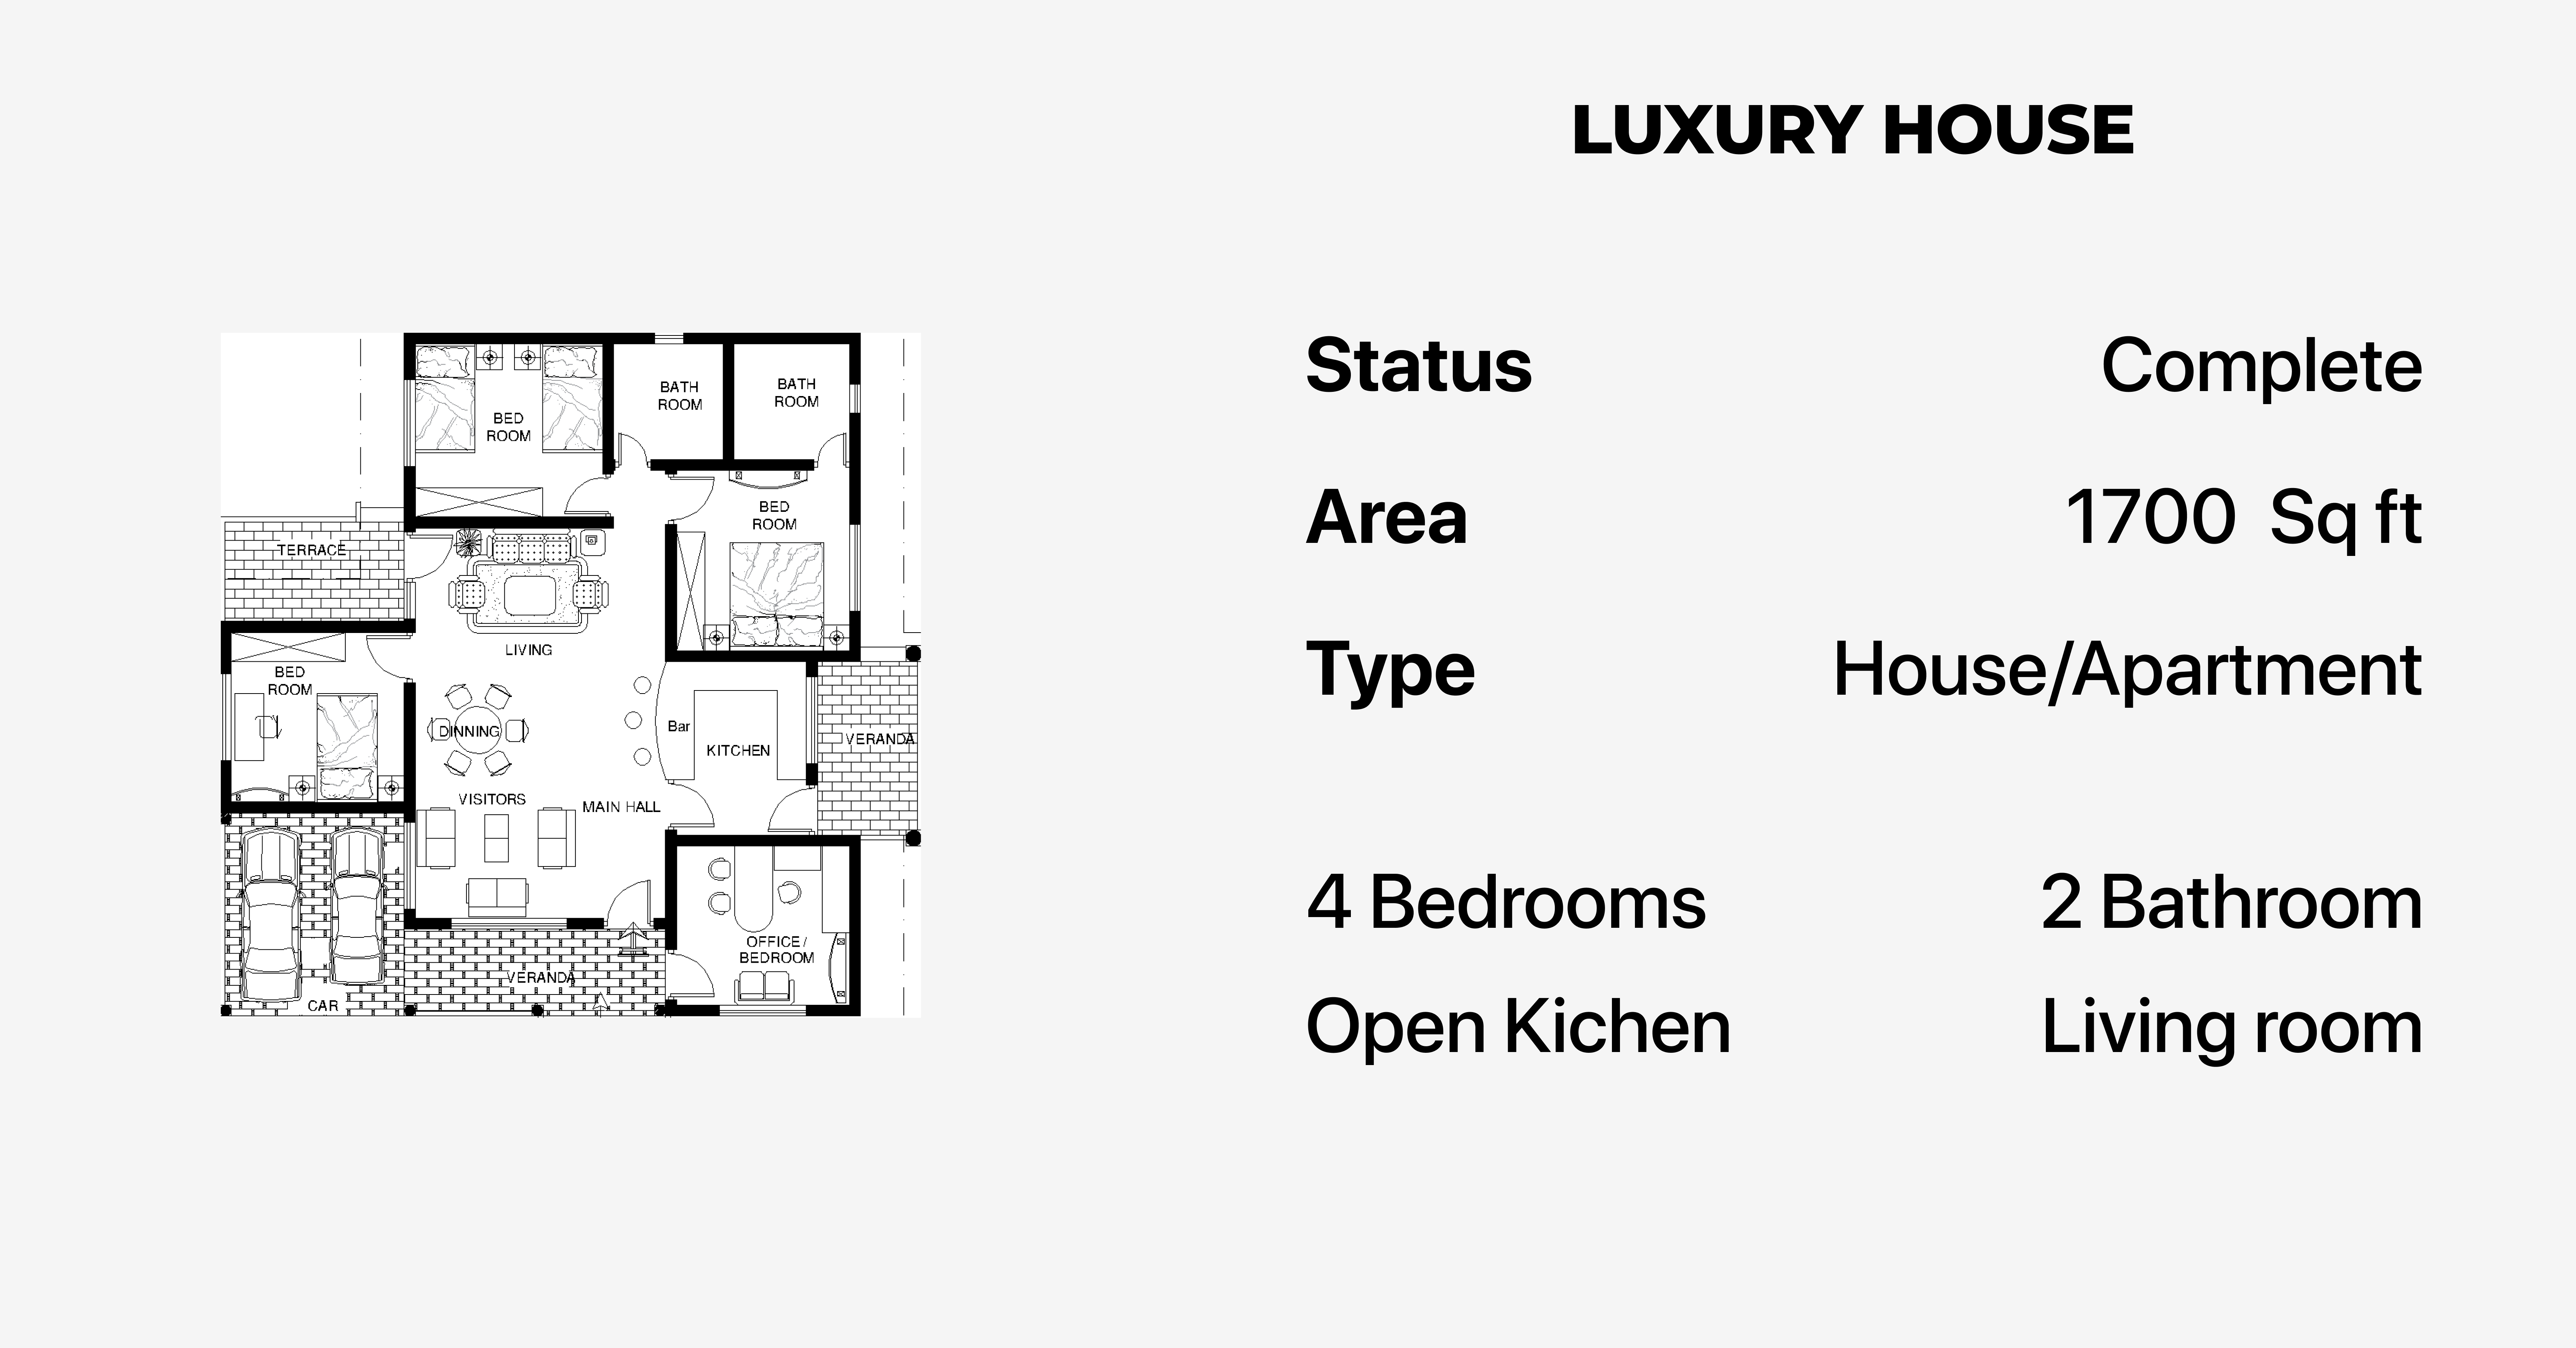 LUXURY HOUSE
Status Complete
Area 1700 Sq ft
Type House/Apartment
4 Bedrooms 2 Bathroom
Open Kichen Living room
BED
ROOM
BATH
ROOM
BATH
ROOM
BED
ROOM
TERRACE
LIVING
BED
ROOM
DINNING
Bar
KITCHEN
VERANDA
VISITORS
MAIN HALL
OFFICE /
BEDROOM
VERANDA
CAR